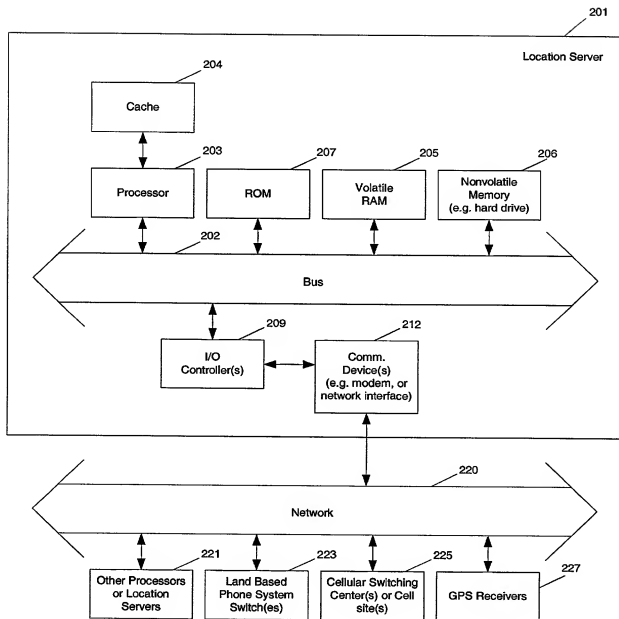 201
Location Server
204
Cache
203
Processor
207
ROM
205
Volatile
RAM
206
Nonvolatile
Memory
(e.g. hard drive)
202
Bus
209
I/O
Controller(s)
212
Comm.
Device(s)
(e.g. modem, or
network interface)
220
Network
221
Other Processors
or Location
Servers
223
Land Based
Phone System
Switch(es)
225
Cellular Switching
Center(s) or Cell
site(s)
227
GPS Receivers